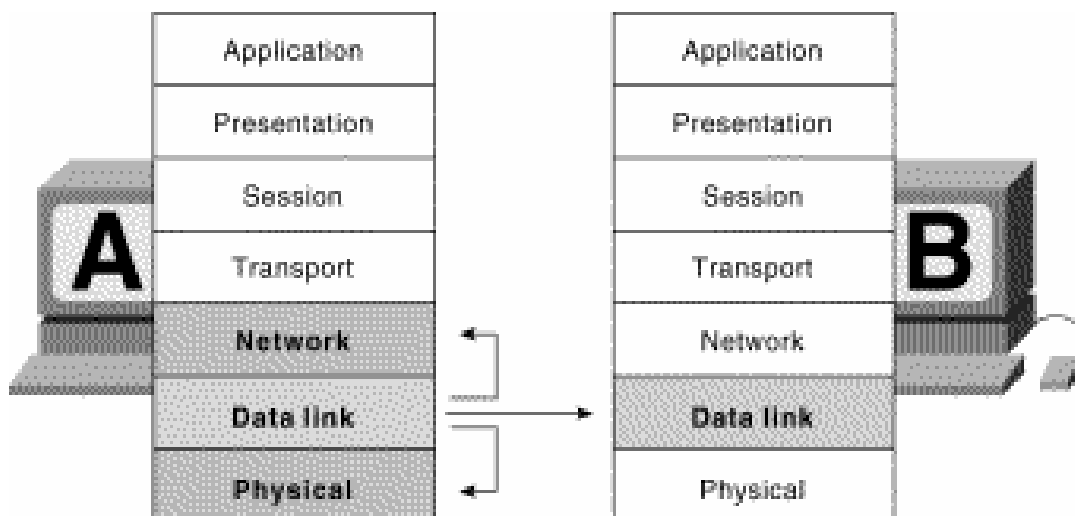 Application
Presentation
Session
Transport
Network
Data link
Physical
A
Application
Presentation
Session
Transport
Network
Data link
Physical
B